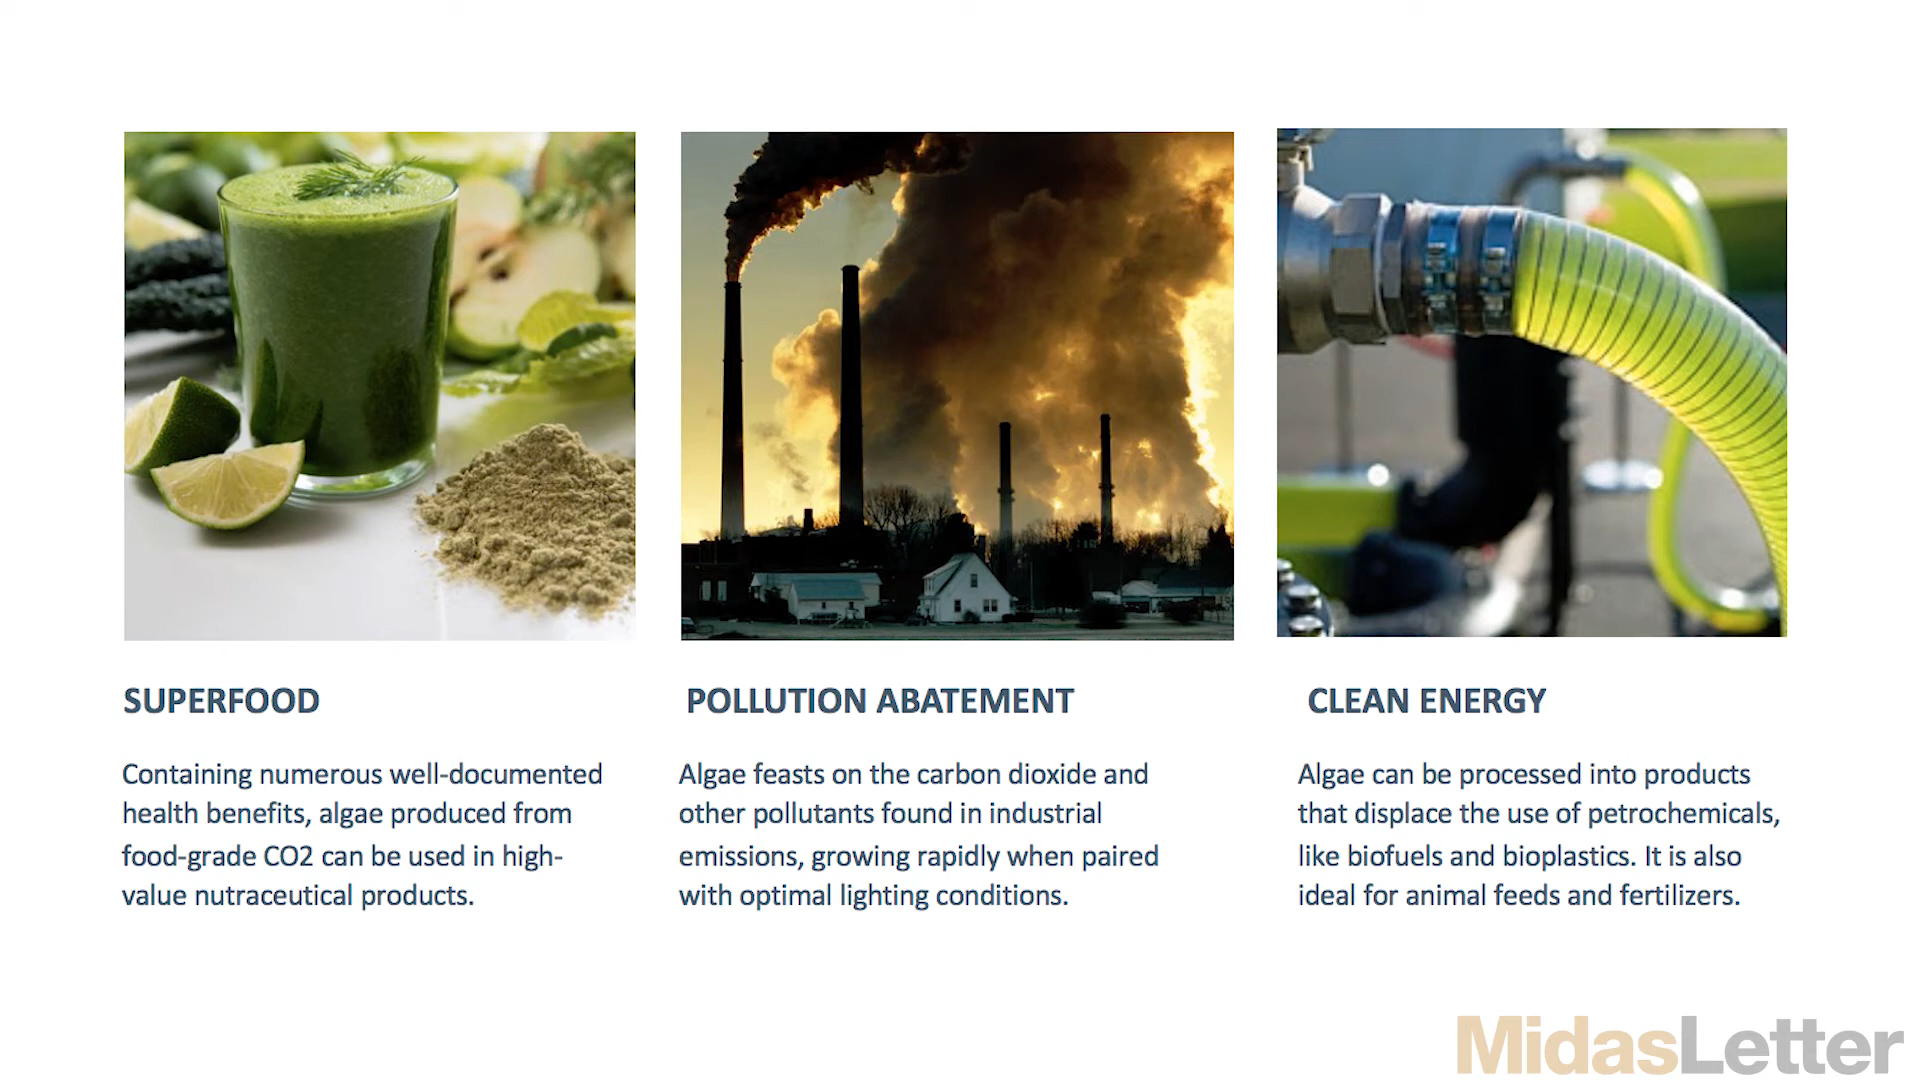 SUPERFOOD
Containing numerous well-documented
health benefits, algae produced from
food-grade CO2 can be used in high-
value nutraceutical products.
POLLUTION ABATEMENT
Algae feasts on the carbon dioxide and
other pollutants found in industrial
emissions, growing rapidly when paired
with optimal lighting conditions.
CLEAN ENERGY
Algae can be processed into products
that displace the use of petrochemicals,
like biofuels and bioplastics. It is also
ideal for animal feeds and fertilizers.
MidasLetter